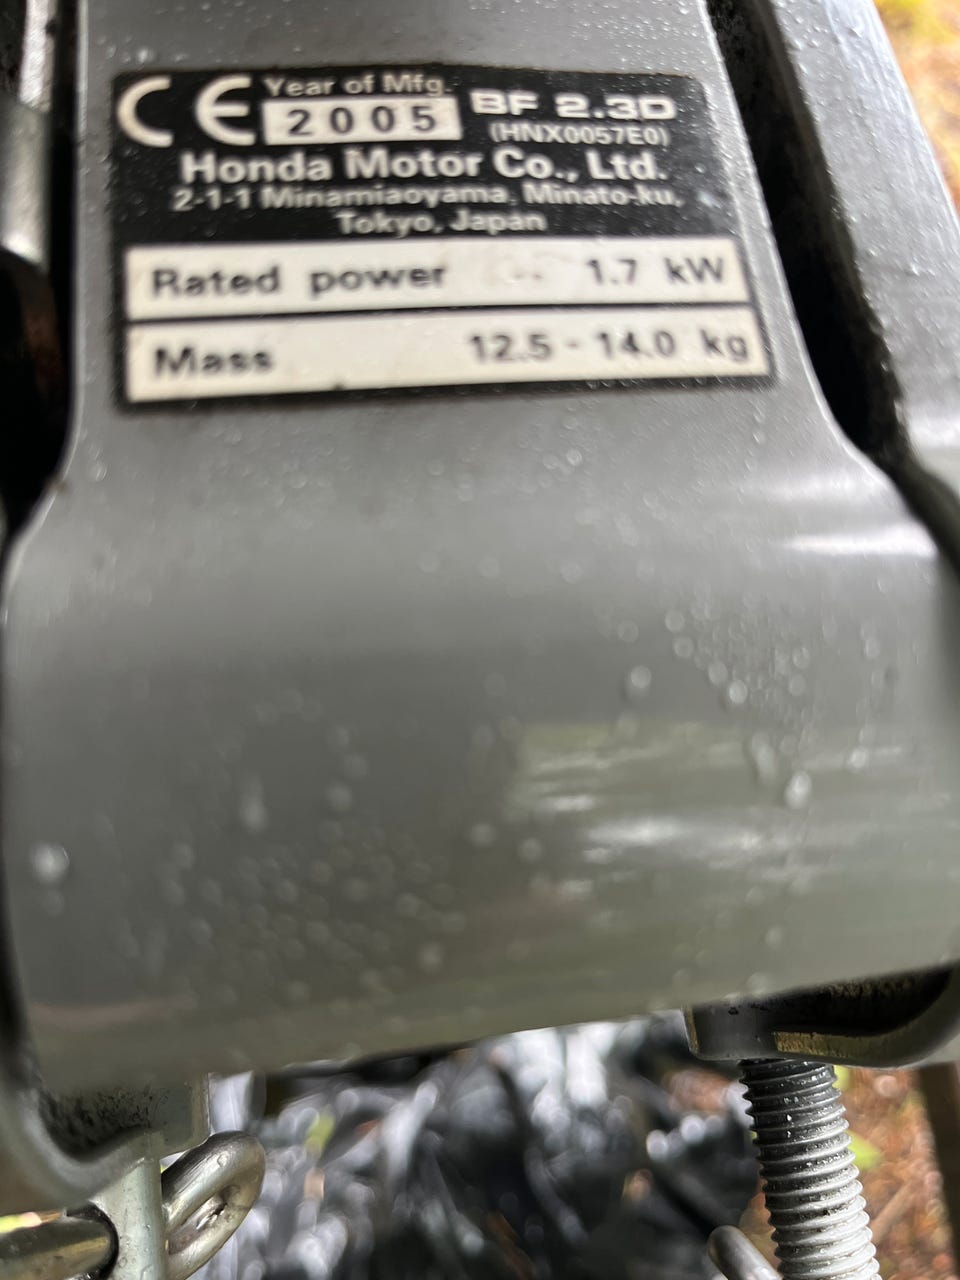 CE Year of Mfg. BF 2.3D
2005 (HNX0057E0)
Honda Motor Co., Ltd.
2-1-1 Minamiaoyama, Minato-ku,
Tokyo, Japan
Rated power 1.7 kW
Mass 12.5 - 14.0 kg